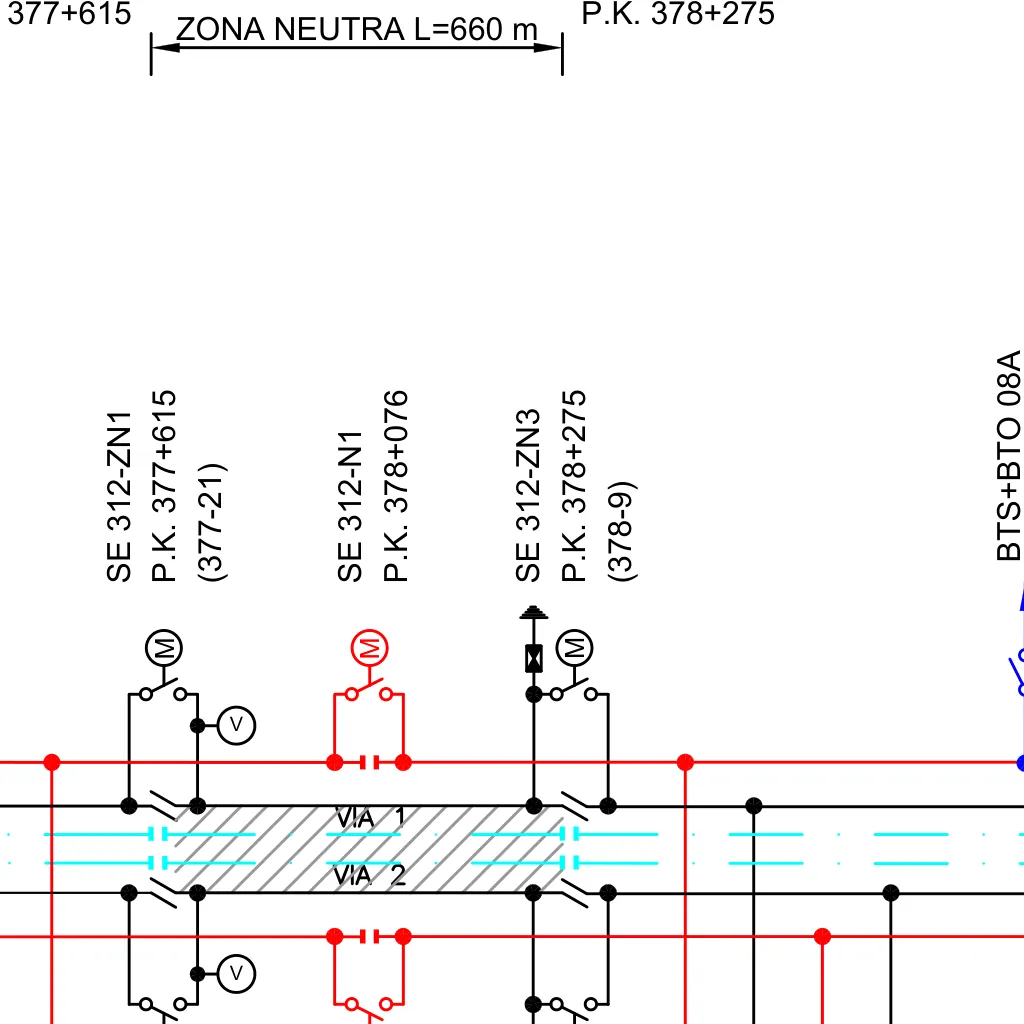 377+615
ZONA NEUTRA L=660 m
P.K. 378+275
SE 312-ZN1
P.K. 377+615
(377-21)
SE 312-N1
P.K. 378+076
SE 312-ZN3
P.K. 378+275
(378-9)
BTS+BTO 08A
M
M
M
V
VIA 1
VIA 2
V